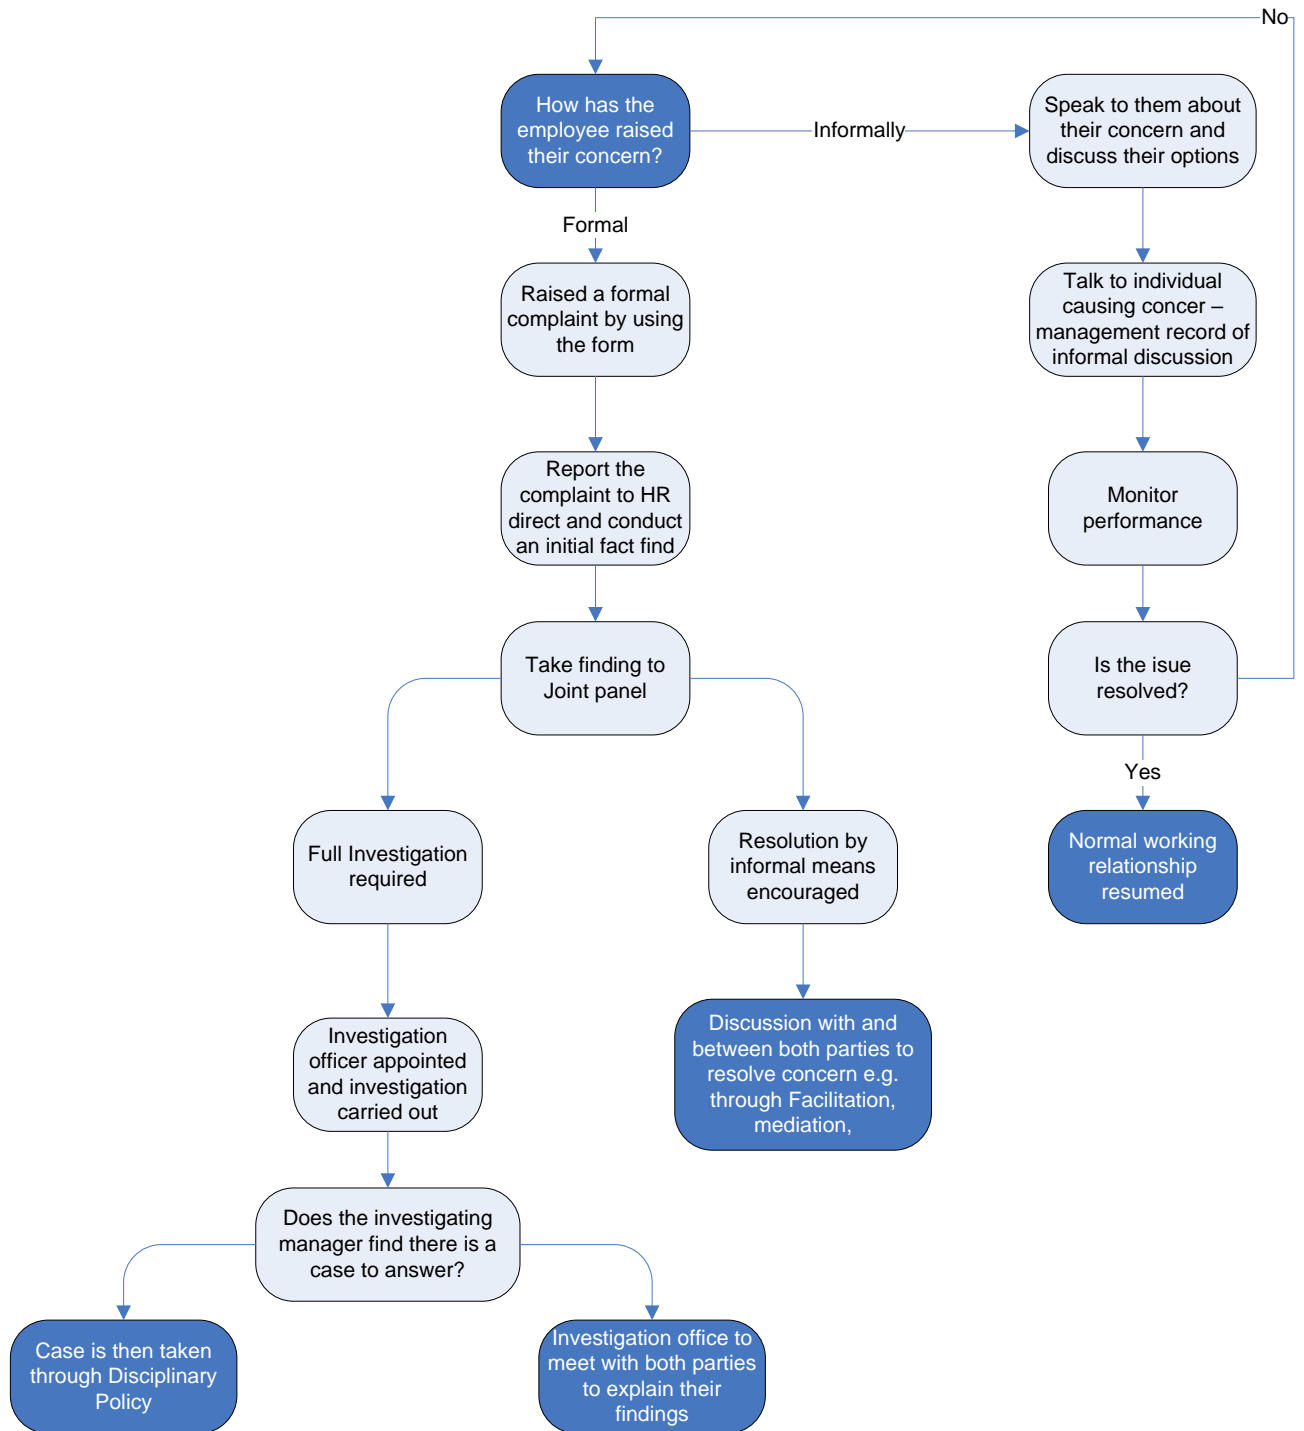 No
How has the
employee raised
their concern?
Informally
Speak to them about
their concern and
discuss their options
Formal
Raised a formal
complaint by using
the form
Talk to individual
causing concer –
management record of
informal discussion
Report the
complaint to HR
direct and conduct
an initial fact find
Monitor
performance
Take finding to
Joint panel
Is the isue
resolved?
Yes
Full Investigation
required
Resolution by
informal means
encouraged
Normal working
relationship
resumed
Investigation
officer appointed
and investigation
carried out
Discussion with and
between both parties to
resolve concern e.g.
through Facilitation,
mediation,
Does the investigating
manager find there is a
case to answer?
Case is then taken
through Disciplinary
Policy
Investigation office to
meet with both parties
to explain their
findings